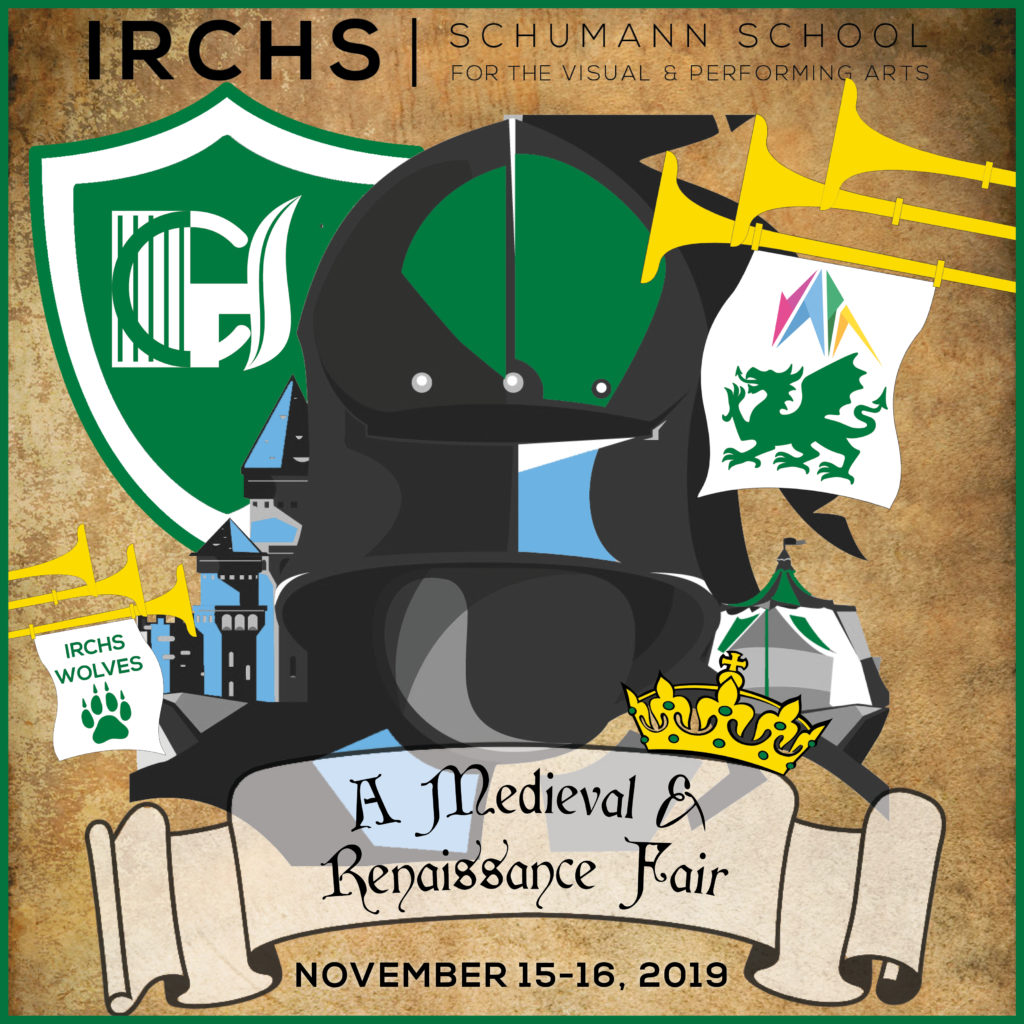 IRCHS | SCHUMANN SCHOOL
FOR THE VISUAL & PERFORMING ARTS
IRCHS
WOLVES
A Medieval &
Renaissance Fair
NOVEMBER 15-16, 2019